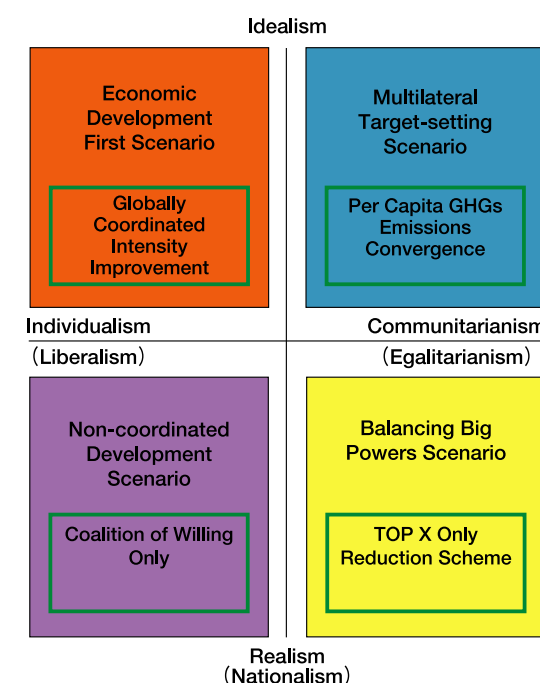 Idealism
Economic
Development
First Scenario
Globally
Coordinated
Intensity
Improvement
Multilateral
Target-setting
Scenario
Per Capita GHGs
Emissions
Convergence
Individualism
(Liberalism)
Communitarianism
(Egalitarianism)
Non-coordinated
Development
Scenario
Coalition of Willing
Only
Balancing Big
Powers Scenario
TOP X Only
Reduction Scheme
Realism
(Nationalism)